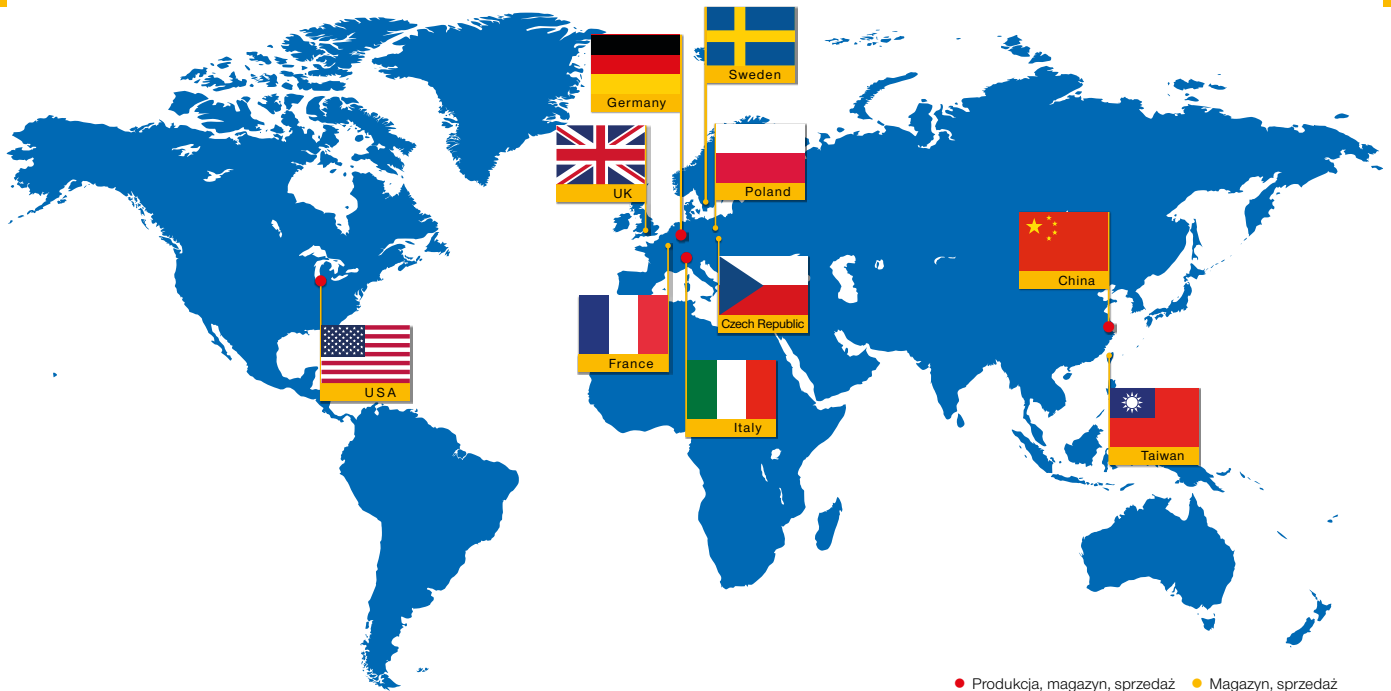 Sweden
Germany
UK
Poland
China
Czech Republic
France
USA
Italy
Taiwan
Produkcja, magazyn, sprzedaż
Magazyn, sprzedaż